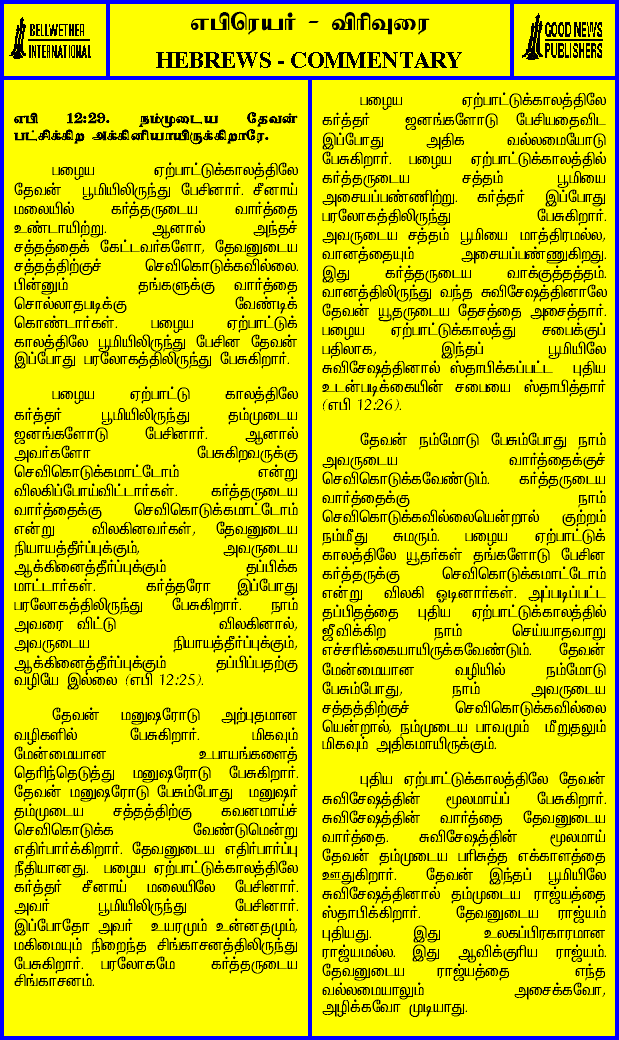 BELLWETHER
INTERNATIONAL
எபிரெயர் - விரிவுரை
HEBREWS - COMMENTARY
GOOD NEWS
PUBLISHERS
எபி 12:29. நம்முடைய தேவன்
பட்சிக்கிற அக்கினியாயிருக்கிறாரே.
பழைய ஏற்பாட்டுக்காலத்திலே
தேவன் பூமியிலிருந்து பேசினார். சீனாய்
மலையில் கர்த்தருடைய வார்த்தை
உண்டாயிற்று. ஆனால் அந்தச்
சத்தத்தைக் கேட்டவர்களோ, தேவனுடைய
சத்தத்திற்குச் செவிகொடுக்கவில்லை.
பின்னும் தங்களுக்கு வார்த்தை
சொல்லாதபடிக்கு வேண்டிக்
கொண்டார்கள். பழைய ஏற்பாட்டுக்
காலத்திலே பூமியிலிருந்து பேசின தேவன்
இப்போது பரலோகத்திலிருந்து பேசுகிறார்.
பழைய ஏற்பாட்டு காலத்திலே
கர்த்தர் பூமியிலிருந்து தம்முடைய
ஜனங்களோடு பேசினார். ஆனால்
அவர்களோ பேசுகிறவருக்கு
செவிகொடுக்கமாட்டோம் என்று
விலகிப்போய்விட்டார்கள். கர்த்தருடைய
வார்த்தைக்கு செவிகொடுக்கமாட்டோம்
என்று விலகினவர்கள், தேவனுடைய
நியாயத்தீர்ப்புக்கும், அவருடைய
ஆக்கினைத்தீர்ப்புக்கும் தப்பிக்க
மாட்டார்கள். கர்த்தரோ இப்போது
பரலோகத்திலிருந்து பேசுகிறார். நாம்
அவரை விட்டு விலகினால்,
அவருடைய நியாயத்தீர்ப்புக்கும்,
ஆக்கினைத்தீர்ப்புக்கும் தப்பிப்பதற்கு
வழியே இல்லை (எபி 12:25).
தேவன் மனுஷரோடு அற்புதமான
வழிகளில் பேசுகிறார். மிகவும்
மேன்மையான உபாயங்களைத்
தெரிந்தெடுத்து மனுஷரோடு பேசுகிறார்.
தேவன் மனுஷரோடு பேசும்போது மனுஷர்
தம்முடைய சத்தத்திற்கு கவனமாய்ச்
செவிகொடுக்க வேண்டுமென்று
எதிர்பார்க்கிறார். தேவனுடைய எதிர்பார்ப்பு
நீதியானது. பழைய ஏற்பாட்டுக்காலத்திலே
கர்த்தர் சீனாய் மலையிலே பேசினார்.
அவர் பூமியிலிருந்து பேசினார்.
இப்போதோ அவர் உயரமும் உன்னதமும்,
மகிமையும் நிறைந்த சிங்காசனத்திலிருந்து
பேசுகிறார். பரலோகமே கர்த்தருடைய
சிங்காசனம்.
பழைய ஏற்பாட்டுக்காலத்திலே
கர்த்தர் ஜனங்களோடு பேசியதைவிட
இப்போது அதிக வல்லமையோடு
பேசுகிறார். பழைய ஏற்பாட்டுக்காலத்தில்
கர்த்தருடைய சத்தம் பூமியை
அசையப்பண்ணிற்று. கர்த்தர் இப்போது
பரலோகத்திலிருந்து பேசுகிறார்.
அவருடைய சத்தம் பூமியை மாத்திரமல்ல,
வானத்தையும் அசையப்பண்ணுகிறது.
இது கர்த்தருடைய வாக்குத்தத்தம்.
வானத்திலிருந்து வந்த சுவிசேஷத்தினாலே
தேவன் யூதருடைய தேசத்தை அசைத்தார்.
பழைய ஏற்பாட்டுகாலத்து சபைக்குப்
பதிலாக, இந்தப் பூமியிலே
சுவிசேஷத்தினால் ஸ்தாபிக்கப்பட்ட புதிய
உடன்படிக்கையின் சபையை ஸ்தாபித்தார்
(எபி 12:26).
தேவன் நம்மோடு பேசும்போது நாம்
அவருடைய வார்த்தைக்குச்
செவிகொடுக்கவேண்டும். கர்த்தருடைய
வார்த்தைக்கு நாம்
செவிகொடுக்கவில்லையென்றால் குற்றம்
நம்மீது சுமரும். பழைய ஏற்பாட்டுக்
காலத்திலே யூதர்கள் தங்களோடு பேசின
கர்த்தருக்கு செவிகொடுக்கமாட்டோம்
என்று விலகி ஓடினார்கள். அப்படிப்பட்ட
தப்பிதத்தை புதிய ஏற்பாட்டுகாலத்தில்
ஜீவிக்கிற நாம் செய்யாதவாறு
எச்சரிக்கையாயிருக்கவேண்டும். தேவன்
மேன்மையான வழியில் நம்மோடு
பேசும்போது, நாம் அவருடைய
சத்தத்திற்குச் செவிகொடுக்கவில்லை
யென்றால், நம்முடைய பாவமும் மீறுதலும்
மிகவும் அதிகமாயிருக்கும்.
புதிய ஏற்பாட்டுக்காலத்திலே தேவன்
சுவிசேஷத்தின் மூலமாய்ப் பேசுகிறார்.
சுவிசேஷத்தின் வார்த்தை தேவனுடைய
வார்த்தை. சுவிசேஷத்தின் மூலமாய்
தேவன் தம்முடைய பரிசுத்த எக்காளத்தை
ஊதுகிறார். தேவன் இந்தப் பூமியிலே
சுவிசேஷத்தினால் தம்முடைய ராஜ்யத்தை
ஸ்தாபிக்கிறார். தேவனுடைய ராஜ்யம்
புதியது. இது உலகப்பிரகாரமான
ராஜ்யமல்ல. இது ஆவிக்குரிய ராஜ்யம்.
தேவனுடைய ராஜ்யத்தை எந்த
வல்லமையாலும் அசைக்கவோ,
அழிக்கவோ முடியாது.